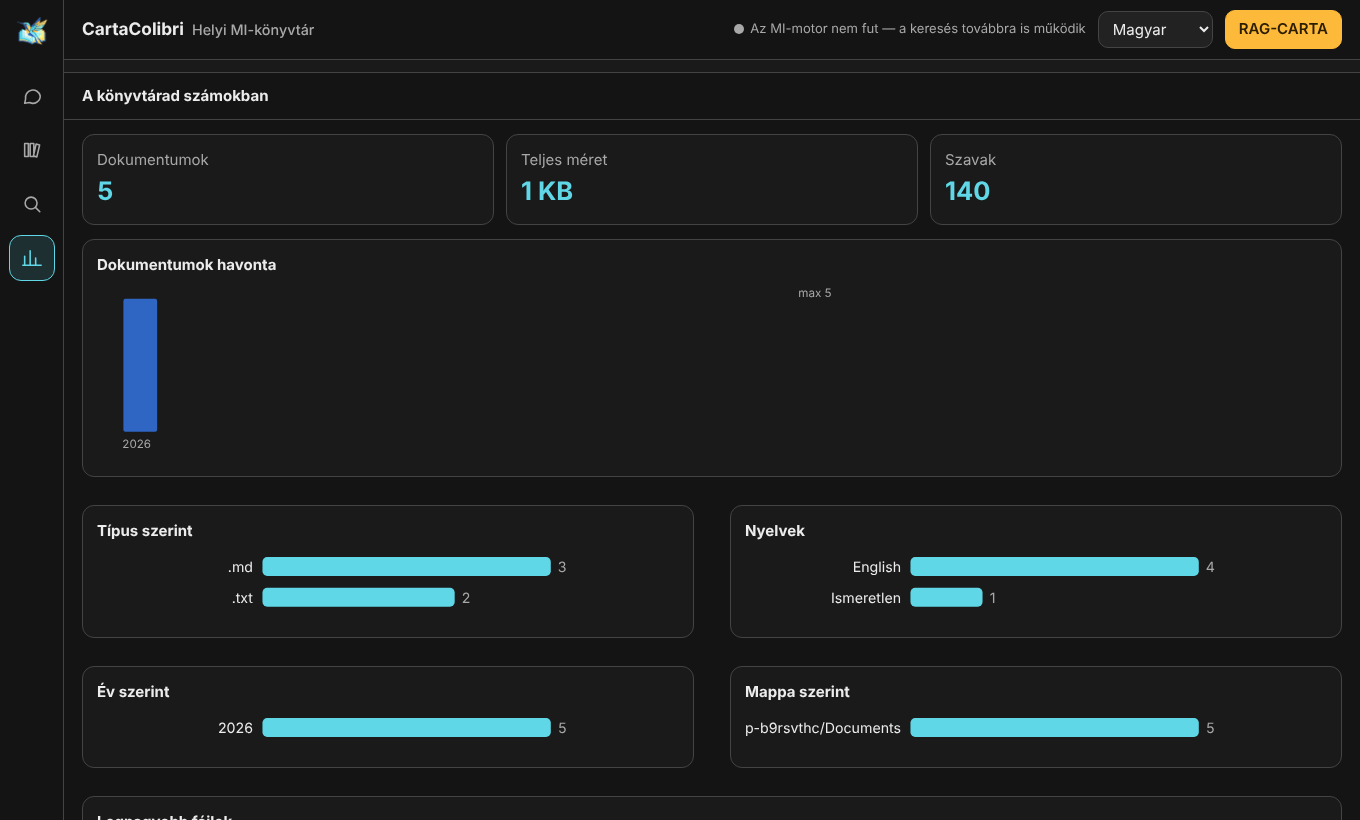 CartaColibri Helyi MI-könyvtár
Az MI-motor nem fut — a keresés továbbra is működik
Magyar
RAG-CARTA
A könyvtárad számokban
Dokumentumok
5
Teljes méret
1 KB
Szavak
140
Dokumentumok havonta
max 5
2026
Típus szerint
.md 3
.txt 2
Nyelvek
English 4
Ismeretlen 1
Év szerint
2026 5
Mappa szerint
p-b9rsvthc/Documents 5
Legnagyobb fájlok